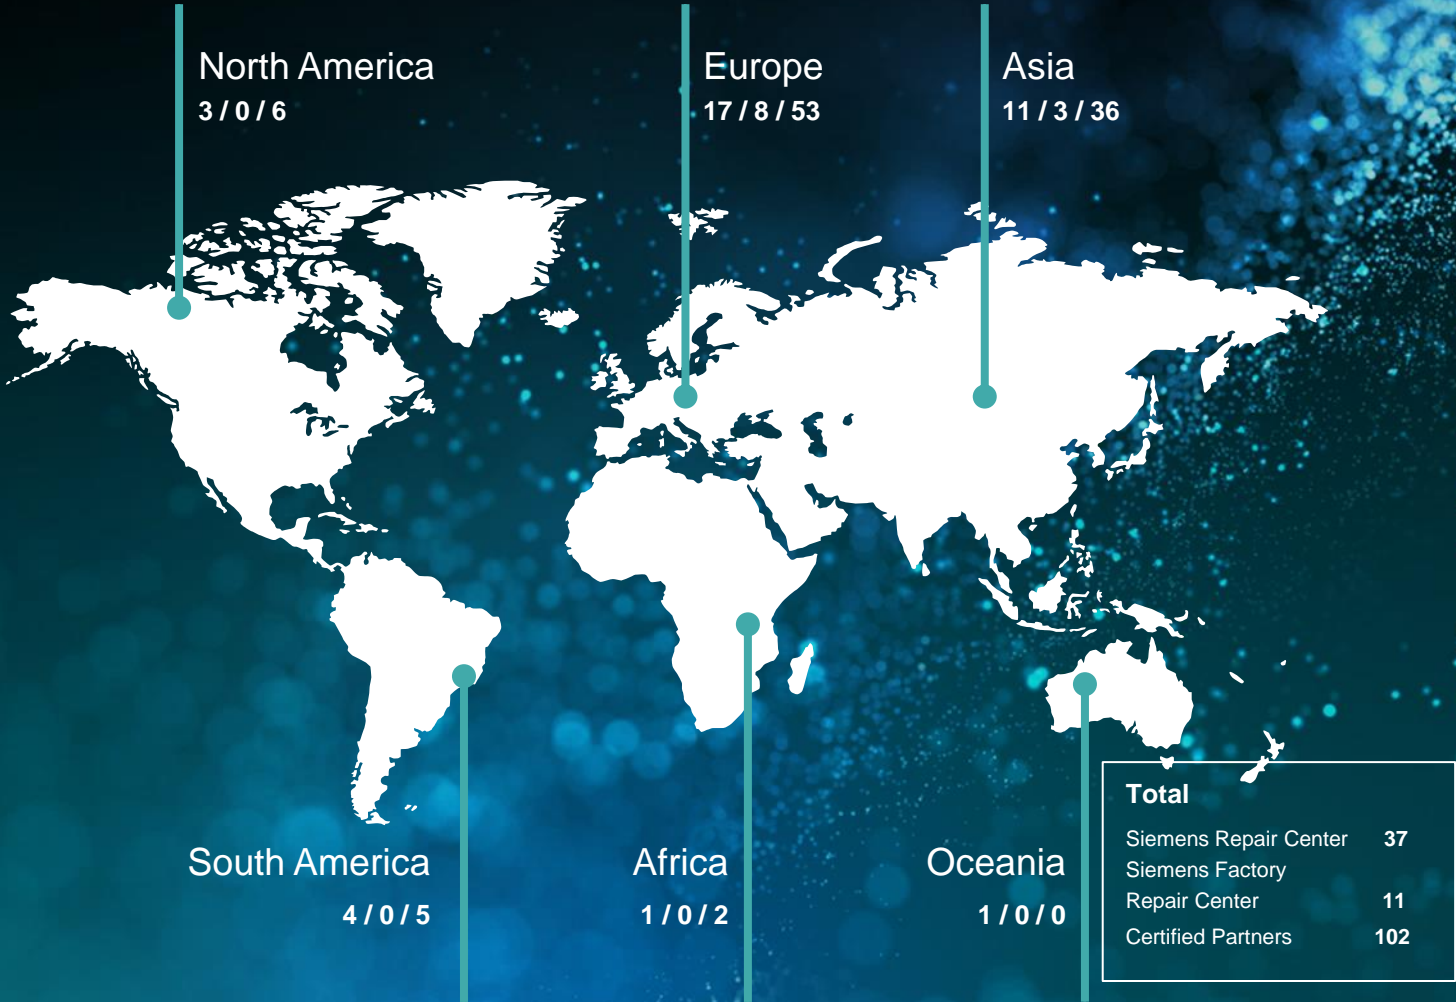 North America
3 / 0 / 6
Europe
17 / 8 / 53
Asia
11 / 3 / 36
South America
4 / 0 / 5
Africa
1 / 0 / 2
Oceania
1 / 0 / 0
Total
Siemens Repair Center 37
Siemens Factory
Repair Center 11
Certified Partners 102